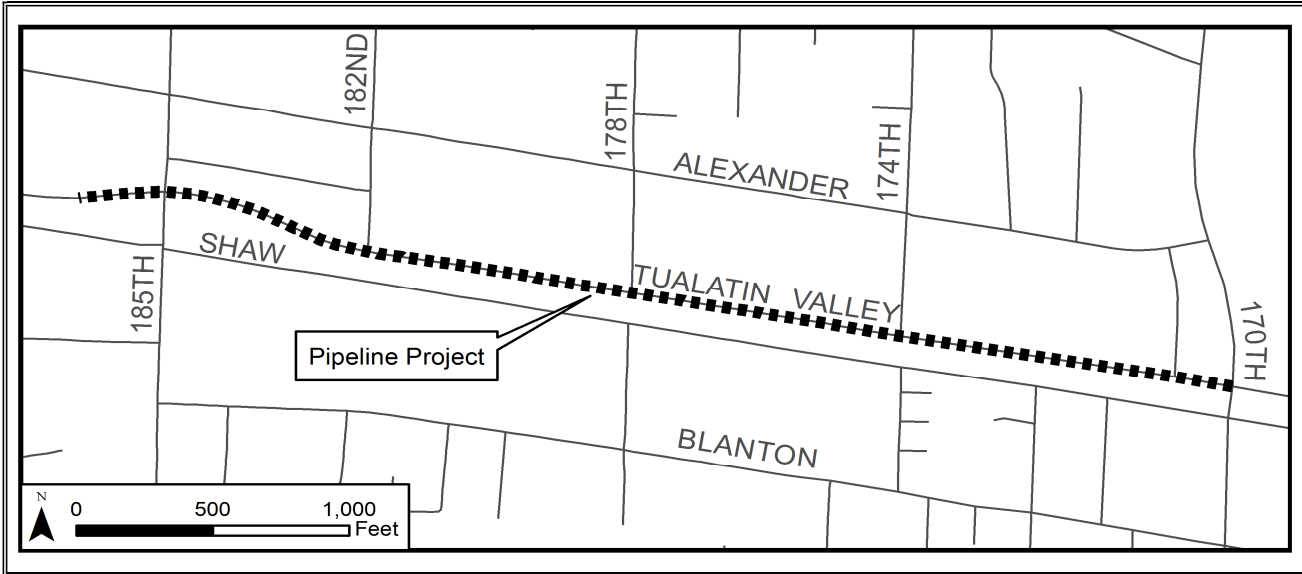 182ND
178TH
ALEXANDER
174TH
SHAW
185TH
TUALATIN VALLEY
170TH
Pipeline Project
BLANTON
N
0 500 1,000
Feet